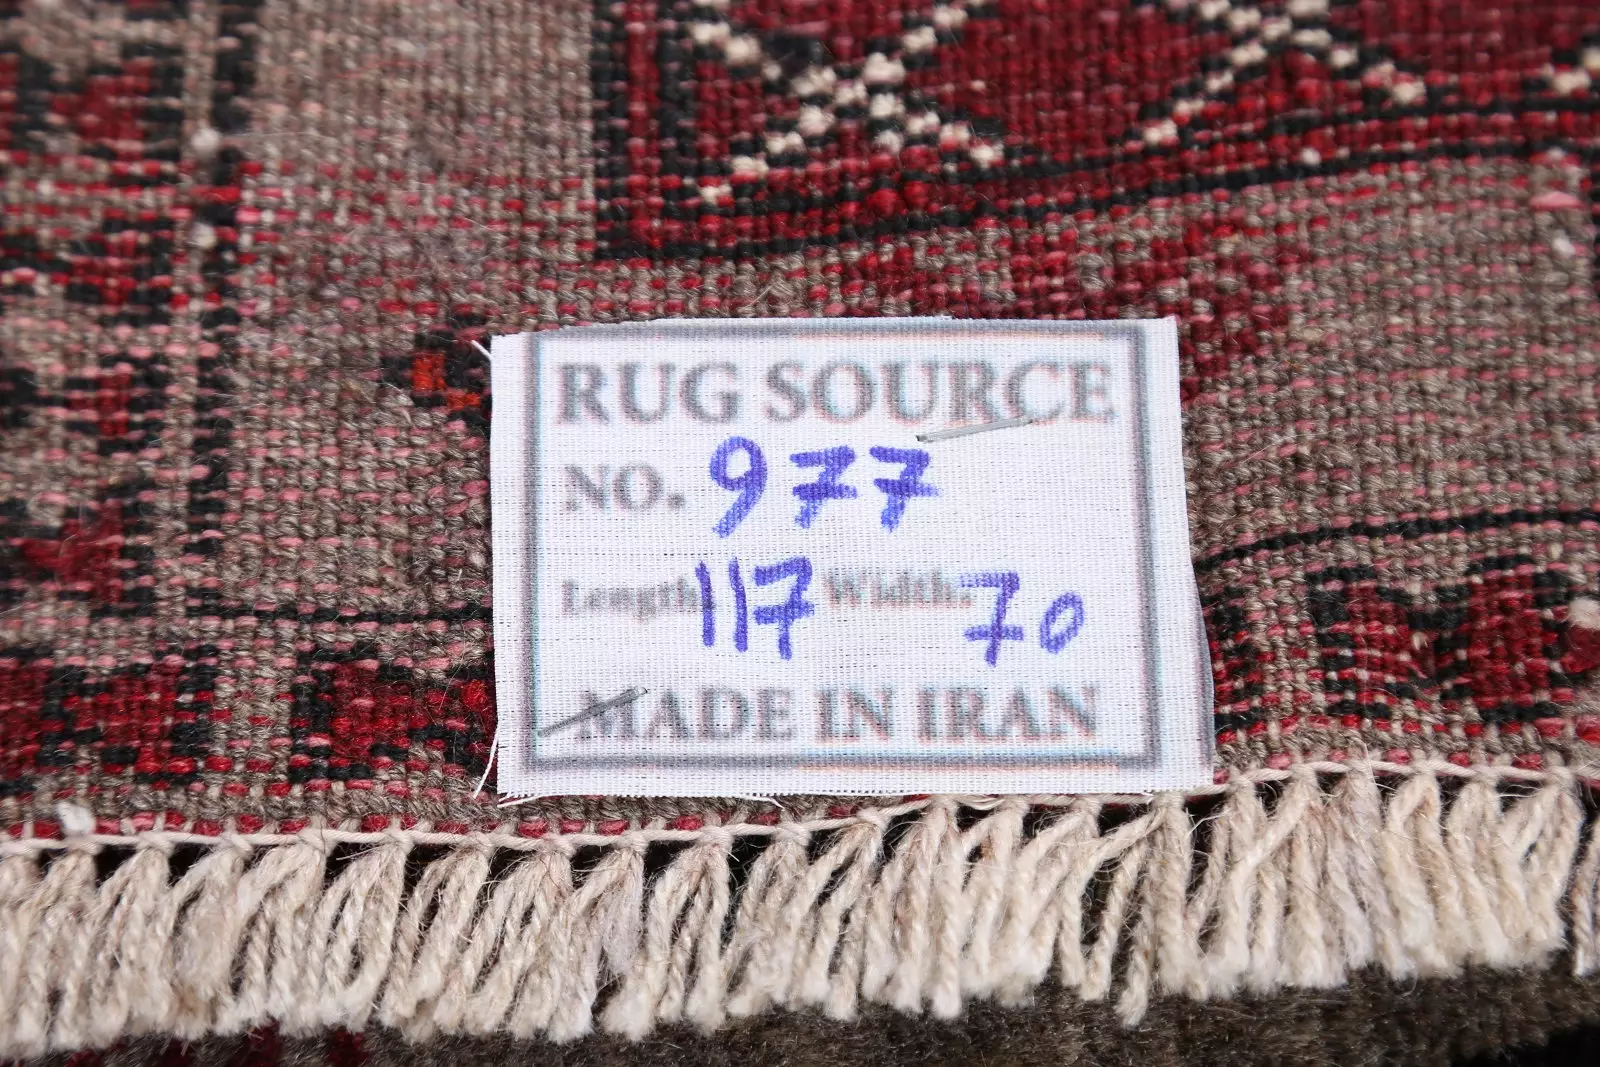 RUG SOURCE
NO. 977
Length: 117 Width: 70
MADE IN IRAN